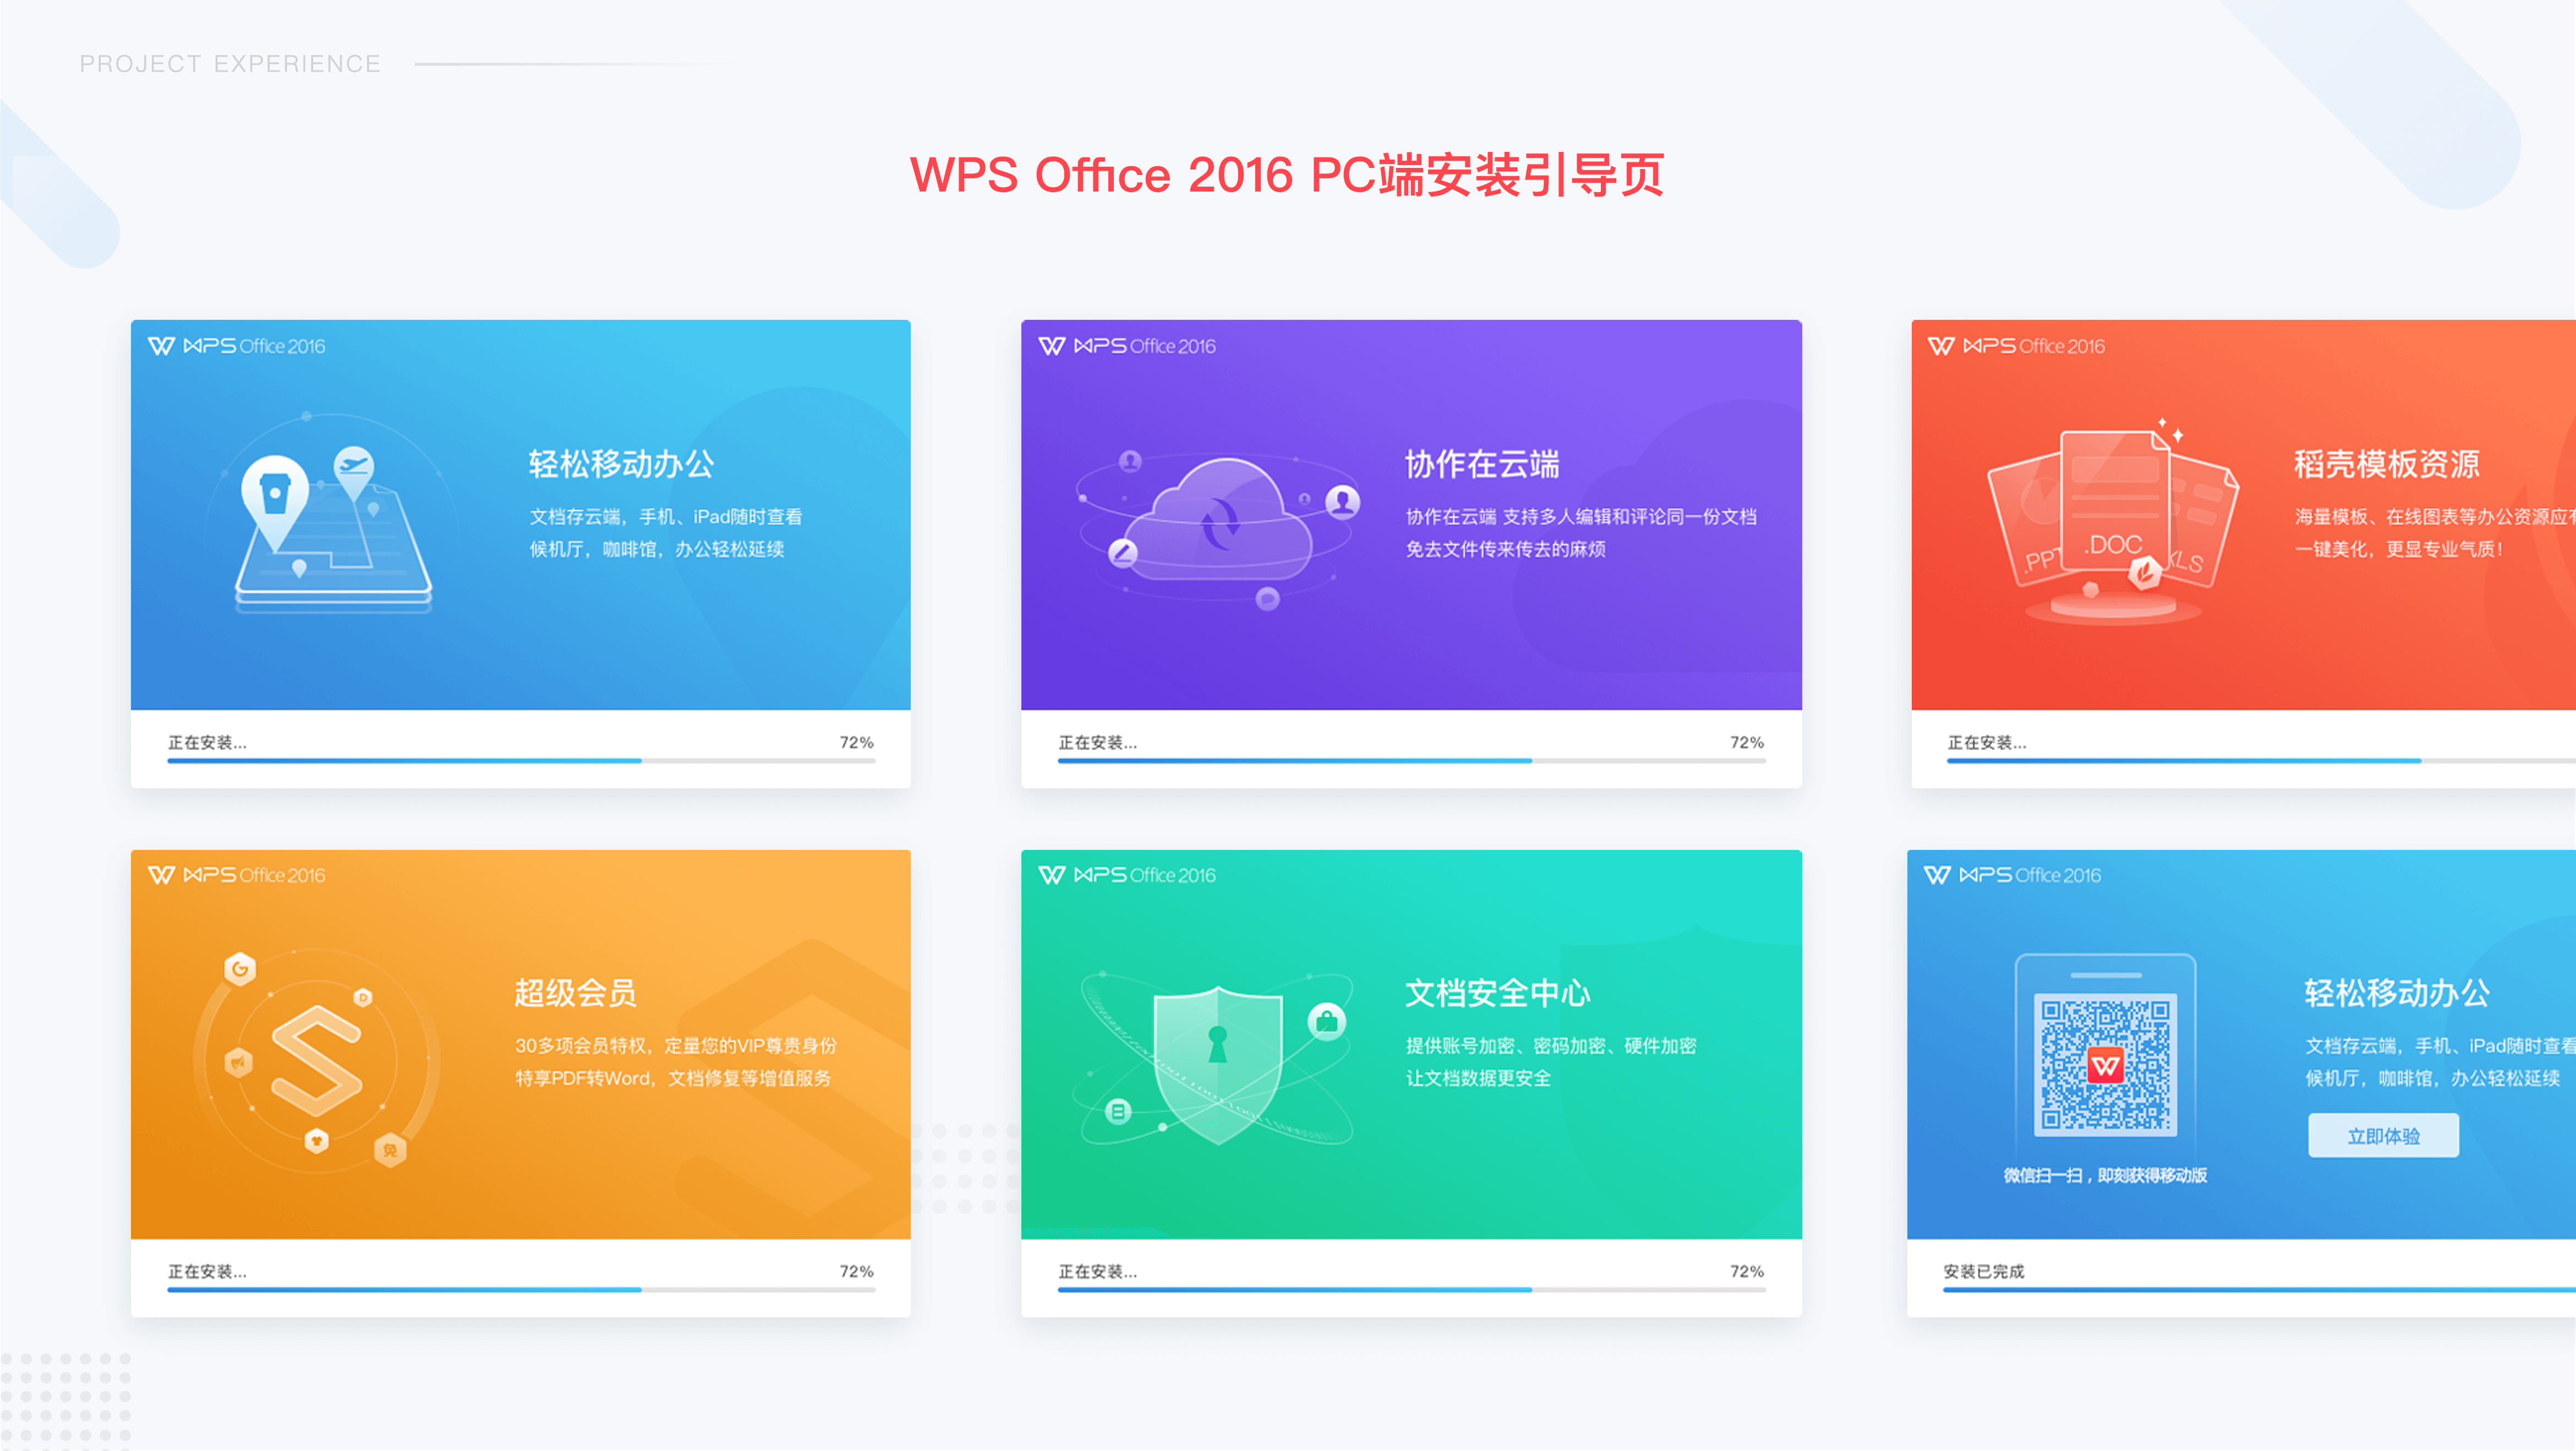 PROJECT EXPERIENCE
WPS Office 2016 PC端安装引导页
WPS Office 2016
轻松移动办公
文档存云端，手机、iPad随时查看
候机厅，咖啡馆，办公轻松延续
正在安装...
72%
WPS Office 2016
协作在云端
协作在云端 支持多人编辑和评论同一份文档
免去文件传来传去的麻烦
正在安装...
72%
WPS Office 2016
.PPT
.DOC
XLS
稻壳模板资源
海量模板、在线图表等办公资源应有
一键美化，更显专业气质！
正在安装...
WPS Office 2016
D
免
超级会员
30多项会员特权，定量您的VIP尊贵身份
特享PDF转Word，文档修复等增值服务
正在安装...
72%
WPS Office 2016
文档安全中心
提供账号加密、密码加密、硬件加密
让文档数据更安全
正在安装...
72%
WPS Office 2016
微信扫一扫，即刻获得移动版
轻松移动办公
文档存云端，手机、iPad随时查看
候机厅，咖啡馆，办公轻松延续
立即体验
安装已完成